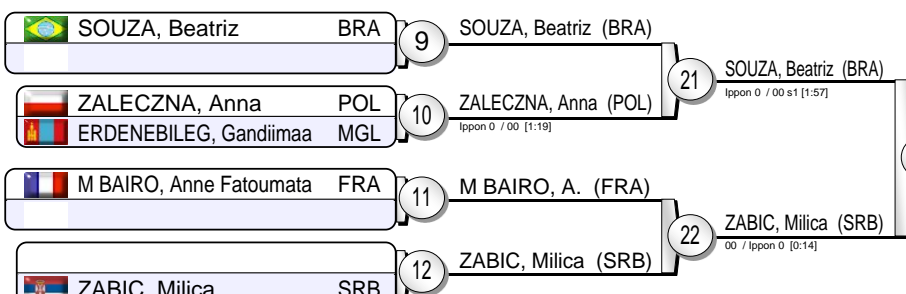 SOUZA, Beatriz BRA
9
SOUZA, Beatriz (BRA)
21
SOUZA, Beatriz (BRA)
Ippon 0 / 00 s1 [1:57]
ZALECZNA, Anna POL
ERDENEBILEG, Gandiimaa MGL
10
ZALECZNA, Anna (POL)
Ippon 0 / 00 [1:19]
M BAIRO, Anne Fatoumata FRA
11
M BAIRO, A. (FRA)
22
ZABIC, Milica (SRB)
00 / Ippon 0 [0:14]
12
ZABIC, Milica (SRB)
ZABIC, Milica SRB